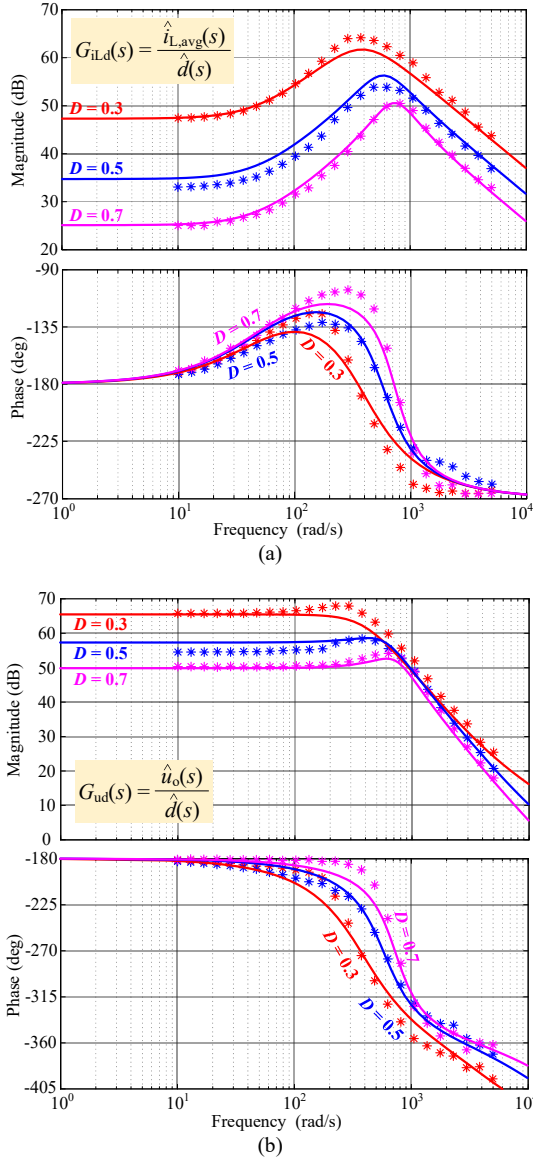 70
60
50
40
30
20
Magnitude (dB)
G_iLd(s) = î_L,avg(s) / d̂(s)
D = 0.3
D = 0.5
D = 0.7
-90
-135
-180
-225
-270
Phase (deg)
D = 0.7
D = 0.5
D = 0.3
10^0 10^1 10^2 10^3 10^4
Frequency (rad/s)
(a)
70
60
50
40
30
20
10
0
Magnitude (dB)
D = 0.3
D = 0.5
D = 0.7
G_ud(s) = û_o(s) / d̂(s)
-180
-225
-270
-315
-360
-405
Phase (deg)
D = 0.7
D = 0.3
D = 0.5
10^0 10^1 10^2 10^3
Frequency (rad/s)
(b)